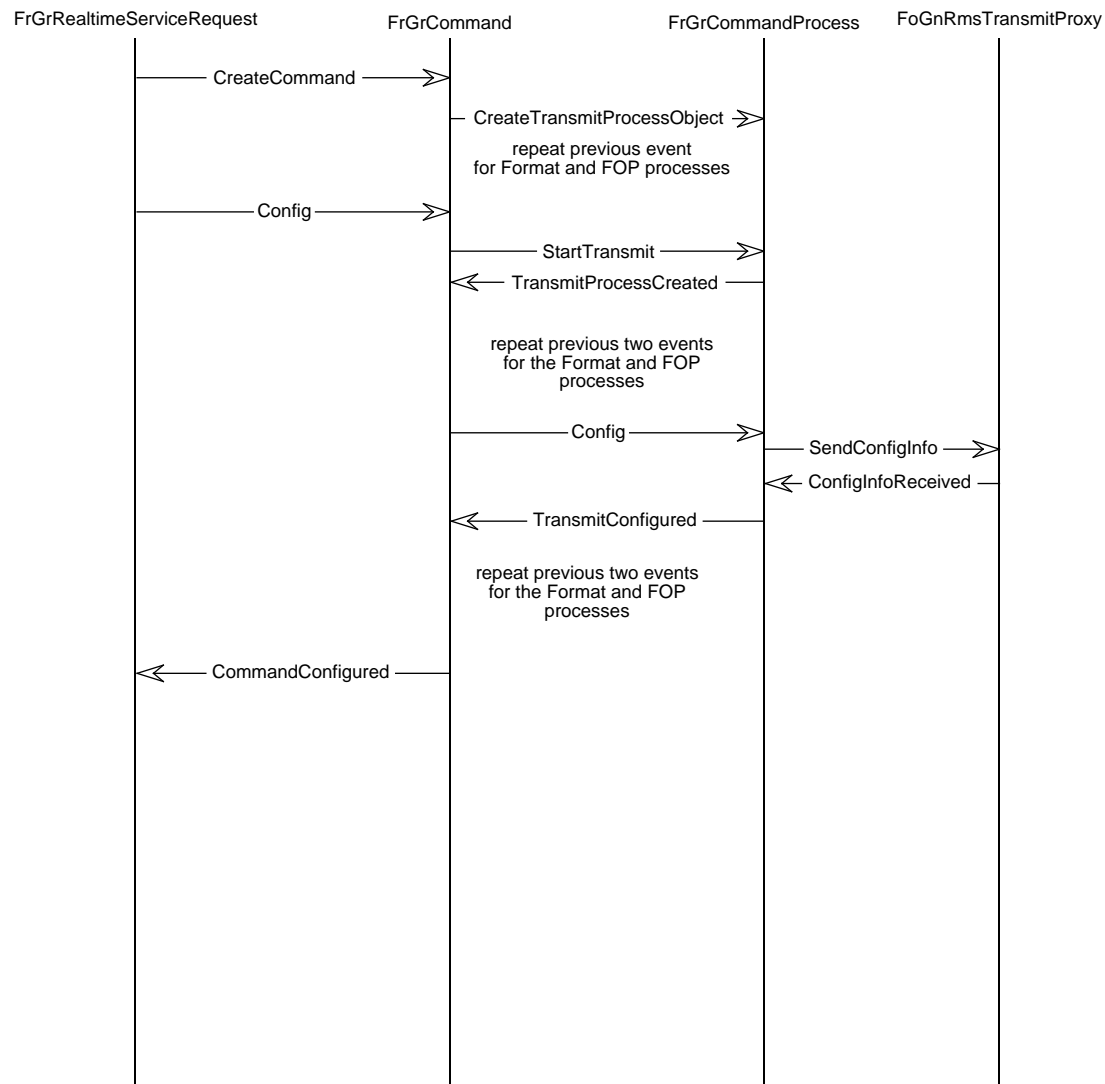 FrGrRealtimeServiceRequest
FrGrCommand
FrGrCommandProcess
FoGnRmsTransmitProxy
CreateCommand
CreateTransmitProcessObject
repeat previous event
for Format and FOP processes
Config
StartTransmit
TransmitProcessCreated
repeat previous two events
for the Format and FOP
processes
Config
SendConfigInfo
ConfigInfoReceived
TransmitConfigured
repeat previous two events
for the Format and FOP
processes
CommandConfigured